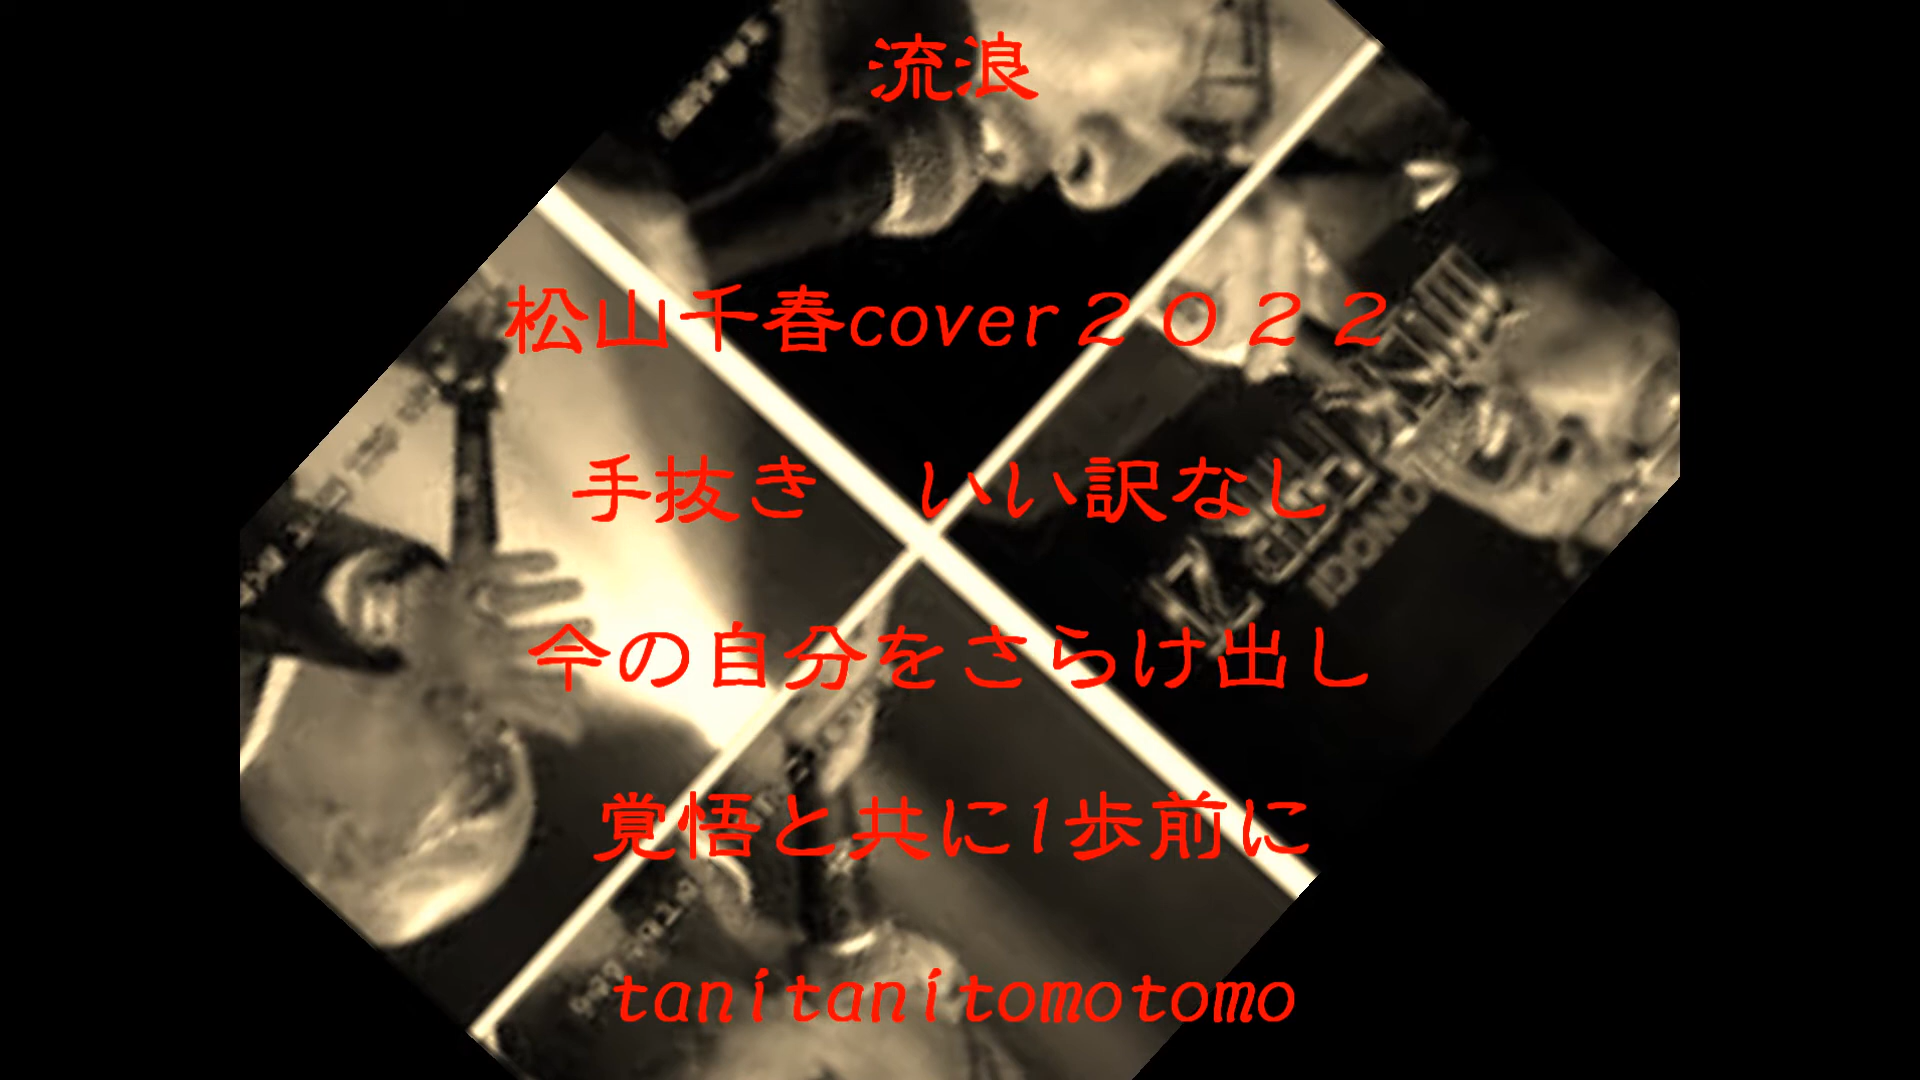 流浪
松山千春cover２０２２
手抜き　いい訳なし
今の自分をさらけ出し
覚悟と共に1歩前に
tanitanitomotomo